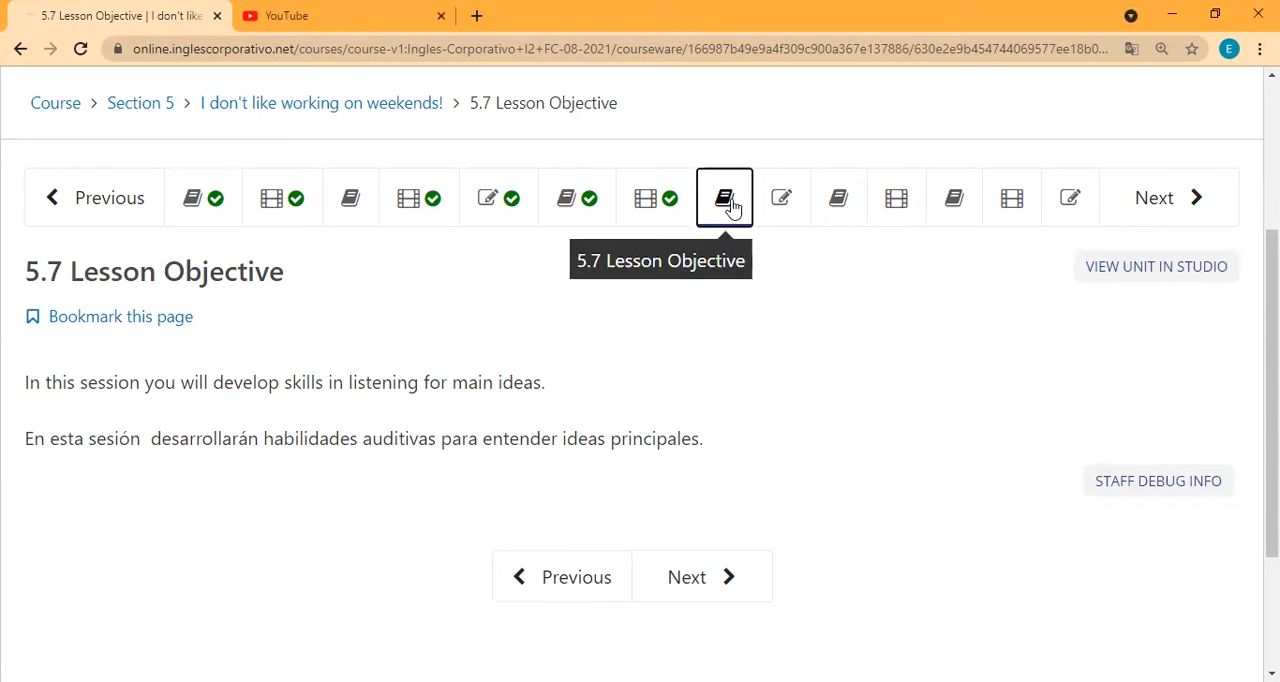 5.7 Lesson Objective | I don't like
YouTube
online.inglescorporativo.net/courses/course-v1:Ingles-Corporativo+I2+FC-08-2021/courseware/166987b49e9a4f309c900a367e137886/630e2e9b454744069577ee18b0...
E
Course > Section 5 > I don't like working on weekends! > 5.7 Lesson Objective
Previous
Next
5.7 Lesson Objective
5.7 Lesson Objective
VIEW UNIT IN STUDIO
Bookmark this page
In this session you will develop skills in listening for main ideas.
En esta sesión desarrollarán habilidades auditivas para entender ideas principales.
STAFF DEBUG INFO
Previous
Next